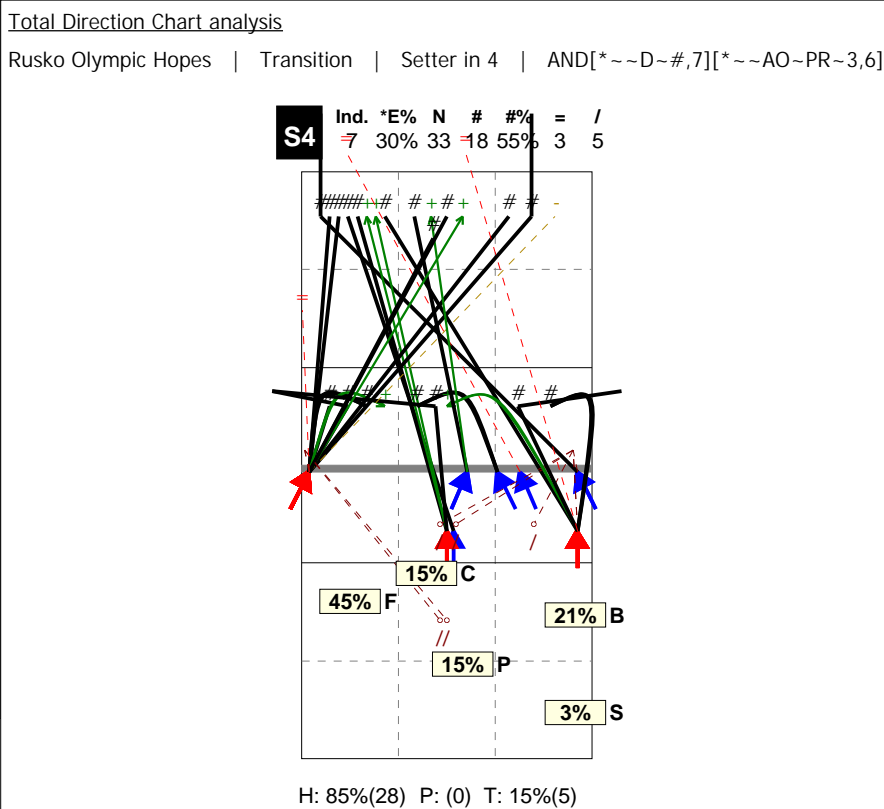 Total Direction Chart analysis
Rusko Olympic Hopes | Transition | Setter in 4 | AND[*~~D~#,7][*~~AO~PR~3,6]
S4
Ind. *E% N # #% = /
7 30% 33 18 55% 3 5
= =
##### + + # # + # + # # -
#
=
# # # + # # # #
/
15% C
45% F
21% B
//
15% P
3% S
H: 85%(28) P: (0) T: 15%(5)